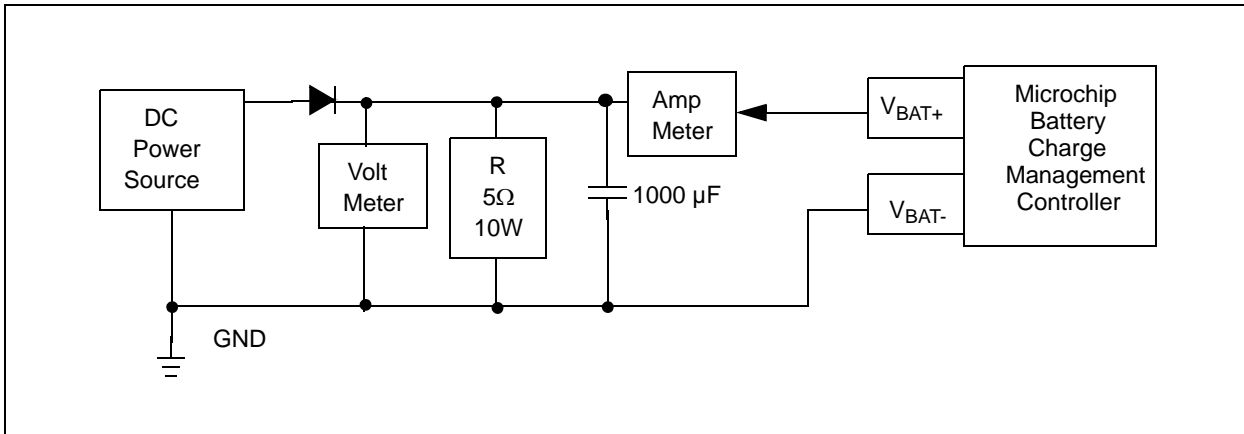 DC
Power
Source
Volt
Meter
R
5Ω
10W
1000 µF
Amp
Meter
VBAT+
VBAT-
Microchip
Battery
Charge
Management
Controller
GND